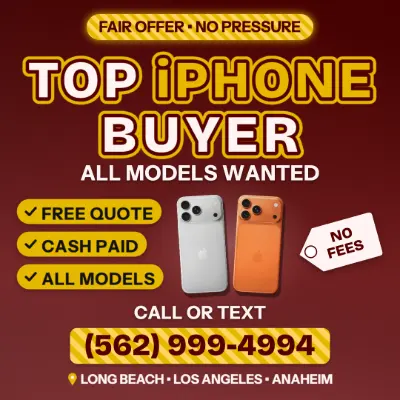 FAIR OFFER • NO PRESSURE
TOP iPHONE
BUYER
ALL MODELS WANTED
✓ FREE QUOTE
✓ CASH PAID
✓ ALL MODELS
NO
FEES
CALL OR TEXT
(562) 999-4994
LONG BEACH • LOS ANGELES • ANAHEIM